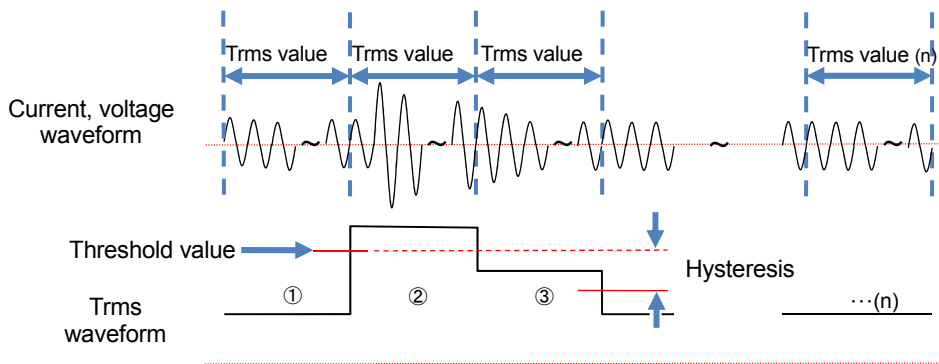 Trms value
Trms value
Trms value
Trms value (n)
Current, voltage
waveform
~
~
~
~
~
Threshold value
Hysteresis
①
②
③
⋯(n)
Trms
waveform